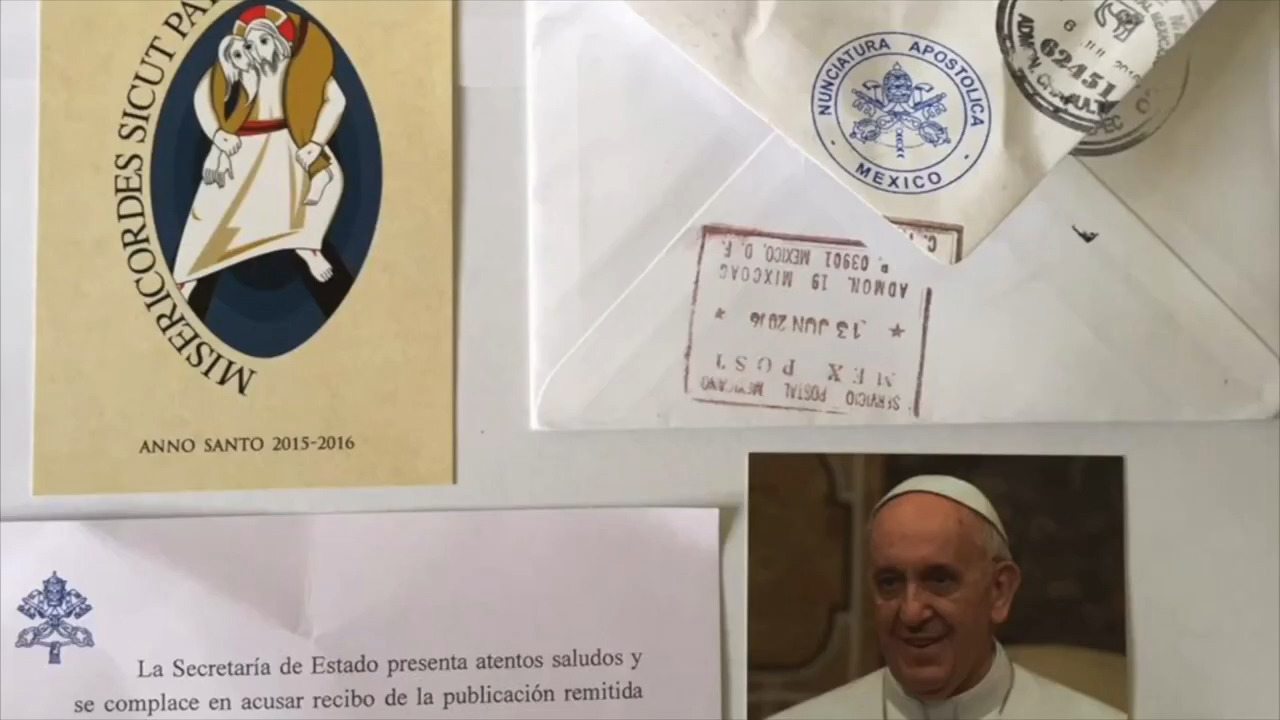 MISERICORDES SICUT
ANNO SANTO 2015-2016
NUNCIATURA APOSTOLICA
MEXICO
62451
C.
P. 03901 MEXICO, D. F.
ADMON. 19 MIXCOAC
★ 13 JUN 2016 ★
MEX POST
SERVICIO POSTAL MEXICANO
La Secretaría de Estado presenta atentos saludos y
se complace en acusar recibo de la publicación remitida